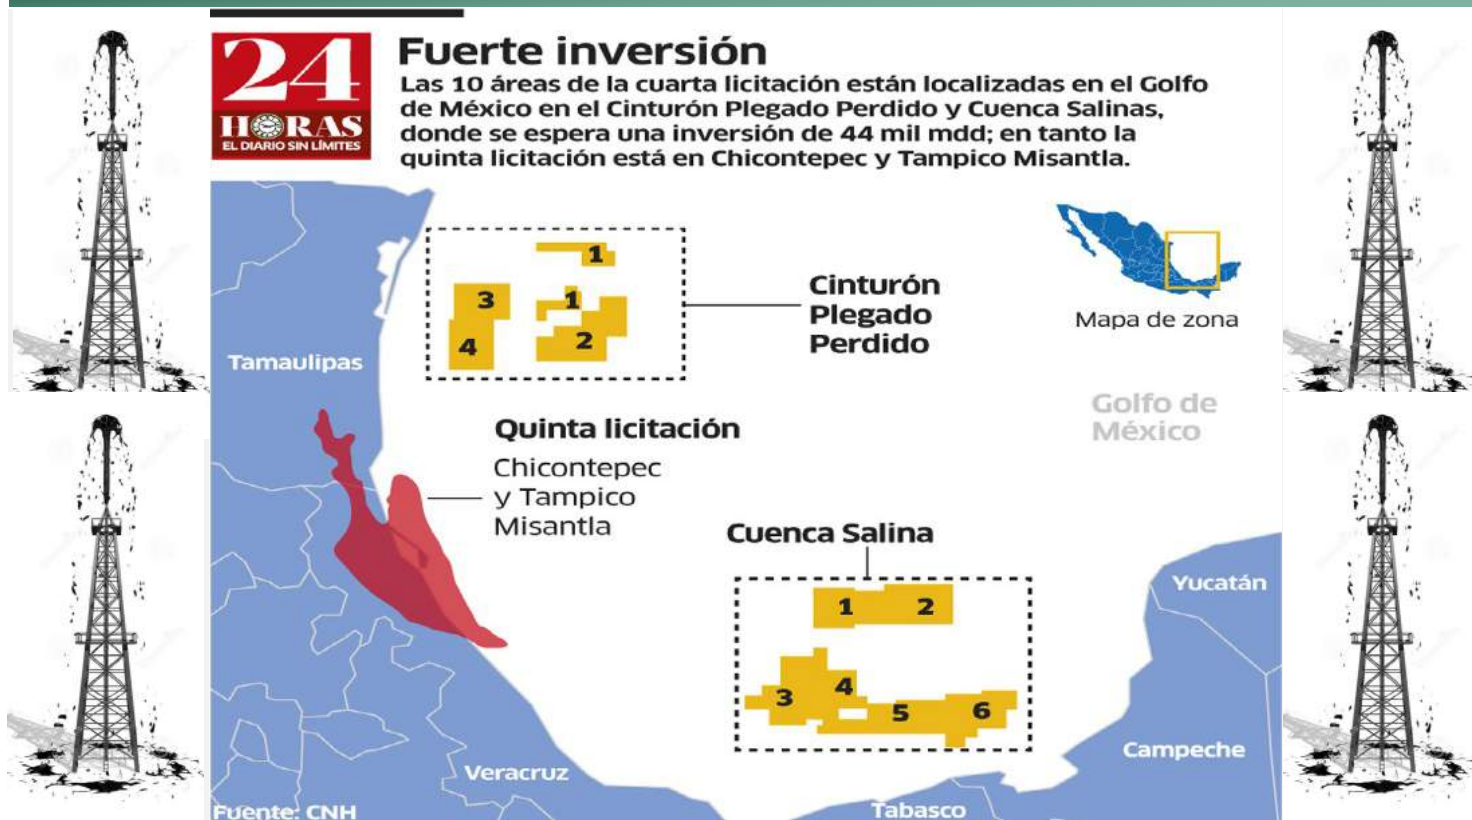 24
HORAS
EL DIARIO SIN LÍMITES
Fuerte inversión
Las 10 áreas de la cuarta licitación están localizadas en el Golfo
de México en el Cinturón Plegado Perdido y Cuenca Salinas,
donde se espera una inversión de 44 mil mdd; en tanto la
quinta licitación está en Chicontepec y Tampico Misantla.
1
3
1
4
2
Cinturón
Plegado
Perdido
Mapa de zona
Tamaulipas
Golfo de
México
Quinta licitación
Chicontepec
y Tampico
Misantla
Cuenca Salina
1
2
3
4
5
6
Yucatán
Campeche
Veracruz
Tabasco
Fuente: CNH